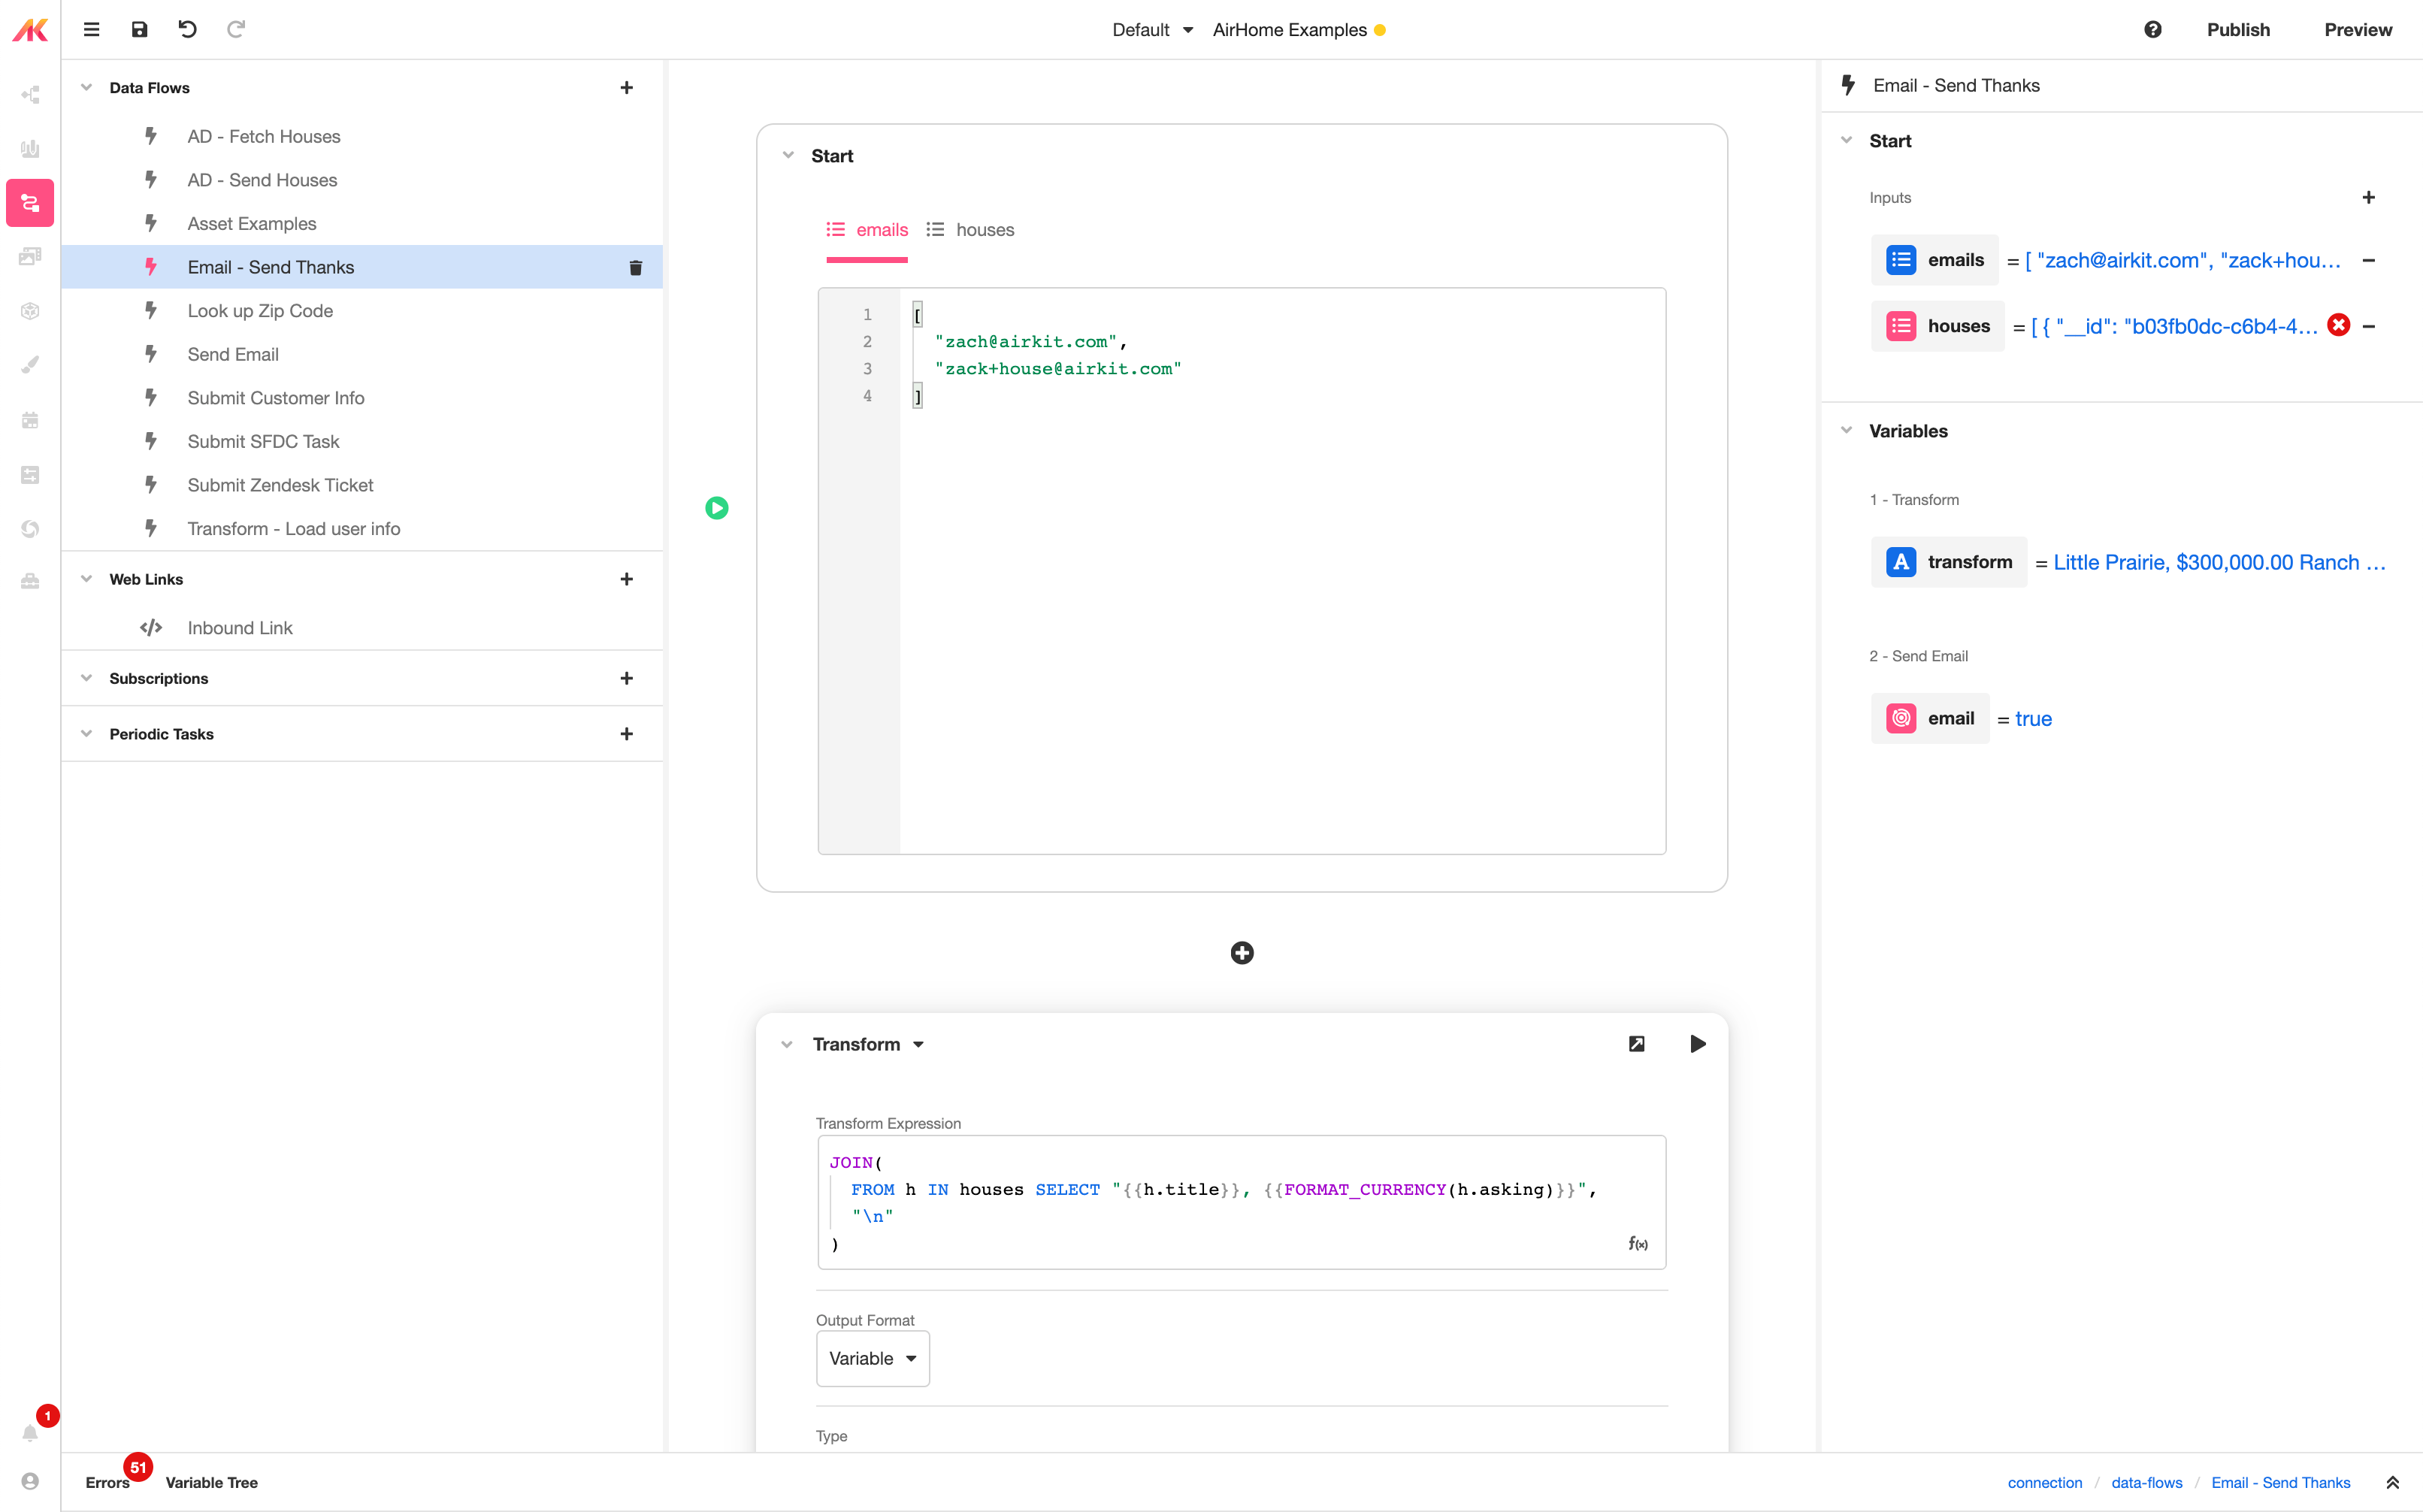 Default
AirHome Examples
Publish
Preview
Data Flows
AD - Fetch Houses
AD - Send Houses
Asset Examples
Email - Send Thanks
Look up Zip Code
Send Email
Submit Customer Info
Submit SFDC Task
Submit Zendesk Ticket
Transform - Load user info
Web Links
Inbound Link
Subscriptions
Periodic Tasks
Start
emails
houses
1 [
2 "zach@airkit.com",
3 "zack+house@airkit.com"
4 ]
Transform
Transform Expression
JOIN(
FROM h IN houses SELECT "{{h.title}}, {{FORMAT_CURRENCY(h.asking)}}",
"\n"
)
f(x)
Output Format
Variable
Type
Email - Send Thanks
Start
Inputs
emails = [ "zach@airkit.com", "zack+hou...
houses = [ { "__id": "b03fb0dc-c6b4-4...
Variables
1 - Transform
A transform = Little Prairie, $300,000.00 Ranch ...
2 - Send Email
email = true
1
Errors 51
Variable Tree
connection / data-flows / Email - Send Thanks